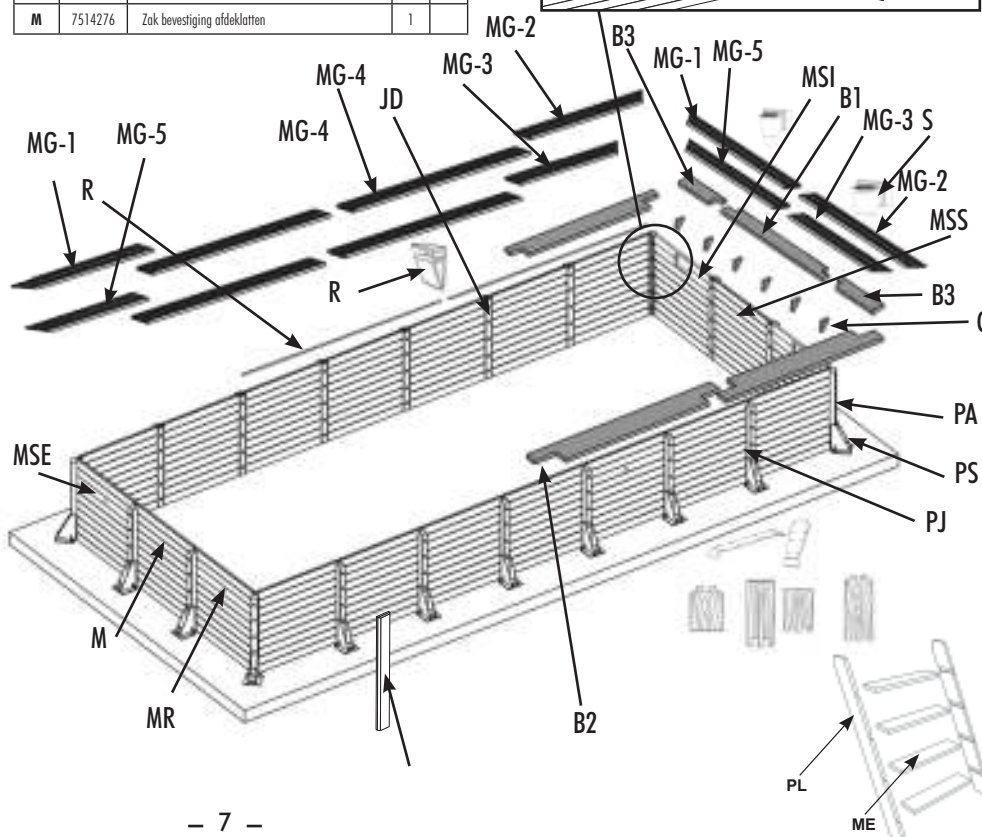 M 7514276 Zak bevestiging afdeklatten 1
MG-2
B3
MG-1 MG-5
MSI
MG-4
MG-3
JD
B1
MG-4
MG-3 S
MG-1
MG-5
MG-2
R
MSS
R
B3
PA
MSE
PS
PJ
M
MR
B2
PL
ME
– 7 –